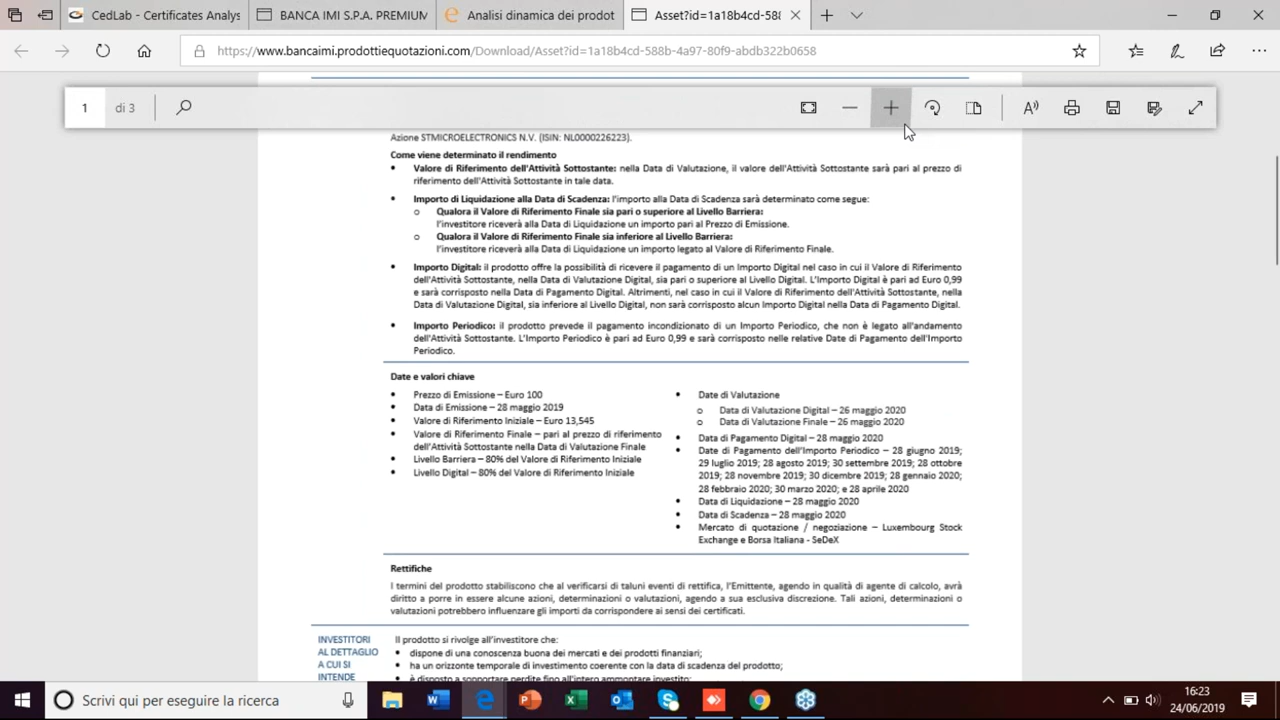 CedLab - Certificates Analys
BANCA IMI S.P.A. PREMIUM
Analisi dinamica dei prodot
Asset?id=1a18b4cd-588
https://www.bancaimi.prodottiequotazioni.com/Download/Asset?id=1a18b4cd-588b-4a97-80f9-abdb322b0658
1 di 3
Azione STMICROELECTRONICS N.V. (ISIN: NL0000226223).
Come viene determinato il rendimento
Valore di Riferimento dell'Attività Sottostante: nella Data di Valutazione, il valore dell'Attività Sottostante sarà pari al prezzo di
riferimento dell'Attività Sottostante in tale data.
Importo di Liquidazione alla Data di Scadenza: l'importo alla Data di Scadenza sarà determinato come segue:
Qualora il Valore di Riferimento Finale sia pari o superiore al Livello Barriera:
l'investitore riceverà alla Data di Liquidazione un importo pari al Prezzo di Emissione.
Qualora il Valore di Riferimento Finale sia inferiore al Livello Barriera:
l'investitore riceverà alla Data di Liquidazione un importo legato al Valore di Riferimento Finale.
Importo Digital: il prodotto offre la possibilità di ricevere il pagamento di un Importo Digital nel caso in cui il Valore di Riferimento
dell'Attività Sottostante, nella Data di Valutazione Digital, sia pari o superiore al Livello Digital. L'Importo Digital è pari ad Euro 0,99
e sarà corrisposto nella Data di Pagamento Digital. Altrimenti, nel caso in cui il Valore di Riferimento dell'Attività Sottostante, nella
Data di Valutazione Digital, sia inferiore al Livello Digital, non sarà corrisposto alcun Importo Digital nella Data di Pagamento Digital.
Importo Periodico: il prodotto prevede il pagamento incondizionato di un Importo Periodico, che non è legato all'andamento
dell'Attività Sottostante. L'Importo Periodico è pari ad Euro 0,99 e sarà corrisposto nelle relative Date di Pagamento dell'Importo
Periodico.
Date e valori chiave
Prezzo di Emissione – Euro 100
Data di Emissione – 28 maggio 2019
Valore di Riferimento Iniziale – Euro 13,545
Valore di Riferimento Finale – pari al prezzo di riferimento
dell'Attività Sottostante nella Data di Valutazione Finale
Livello Barriera – 80% del Valore di Riferimento Iniziale
Livello Digital – 80% del Valore di Riferimento Iniziale
Date di Valutazione
Data di Valutazione Digital – 26 maggio 2020
Data di Valutazione Finale – 26 maggio 2020
Data di Pagamento Digital – 28 maggio 2020
Date di Pagamento dell'Importo Periodico – 28 giugno 2019;
29 luglio 2019; 28 agosto 2019; 30 settembre 2019; 28 ottobre
2019; 28 novembre 2019; 30 dicembre 2019; 28 gennaio 2020;
28 febbraio 2020; 30 marzo 2020; e 28 aprile 2020
Data di Liquidazione – 28 maggio 2020
Data di Scadenza – 28 maggio 2020
Mercato di quotazione / negoziazione – Luxembourg Stock
Exchange e Borsa Italiana - SeDeX
Rettifiche
I termini del prodotto stabiliscono che al verificarsi di taluni eventi di rettifica, l'Emittente, agendo in qualità di agente di calcolo, avrà
diritto a porre in essere alcune azioni, determinazioni o valutazioni, agendo a sua esclusiva discrezione. Tali azioni, determinazioni o
valutazioni potrebbero influenzare gli importi da corrispondere ai sensi dei certificati.
INVESTITORI
AL DETTAGLIO
A CUI SI
INTENDE
Il prodotto si rivolge all'investitore che:
dispone di una conoscenza buona dei mercati e dei prodotti finanziari;
ha un orizzonte temporale di investimento coerente con la data di scadenza del prodotto;
è disposto a sopportare perdite fino all'intero ammontare investito;
Scrivi qui per eseguire la ricerca
16:23
24/06/2019